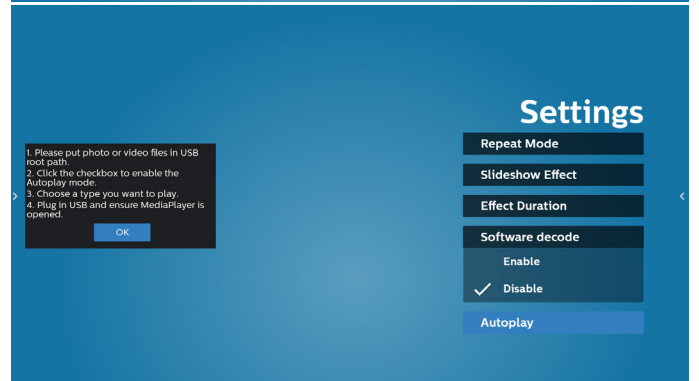 Settings
1. Please put photo or video files in USB
root path.
2. Click the checkbox to enable the
Autoplay mode.
3. Choose a type you want to play.
4. Plug in USB and ensure MediaPlayer is
opened.
OK
Repeat Mode
Slideshow Effect
Effect Duration
Software decode
Enable
Disable
Autoplay